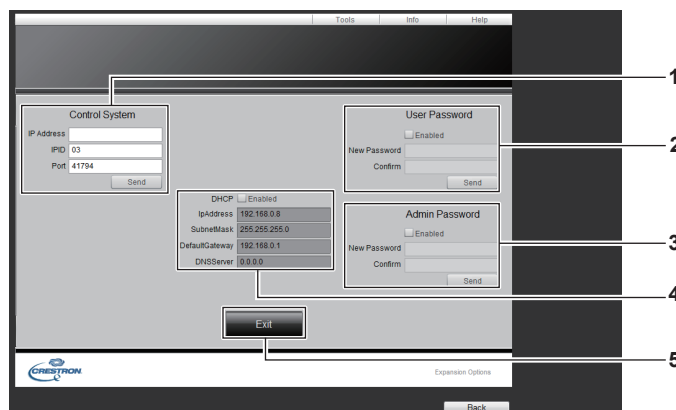 Tools Info Help
1
Control System
IP Address
IPID 03
Port 41794
Send
User Password
Enabled
New Password
Confirm
Send
2
DHCP Enabled
IpAddress 192.168.0.8
SubnetMask 255.255.255.0
DefaultGateway 192.168.0.1
DNSServer 0.0.0.0
Admin Password
Enabled
New Password
Confirm
Send
3
4
Exit
5
CRESTRON
Expansion Options
Back